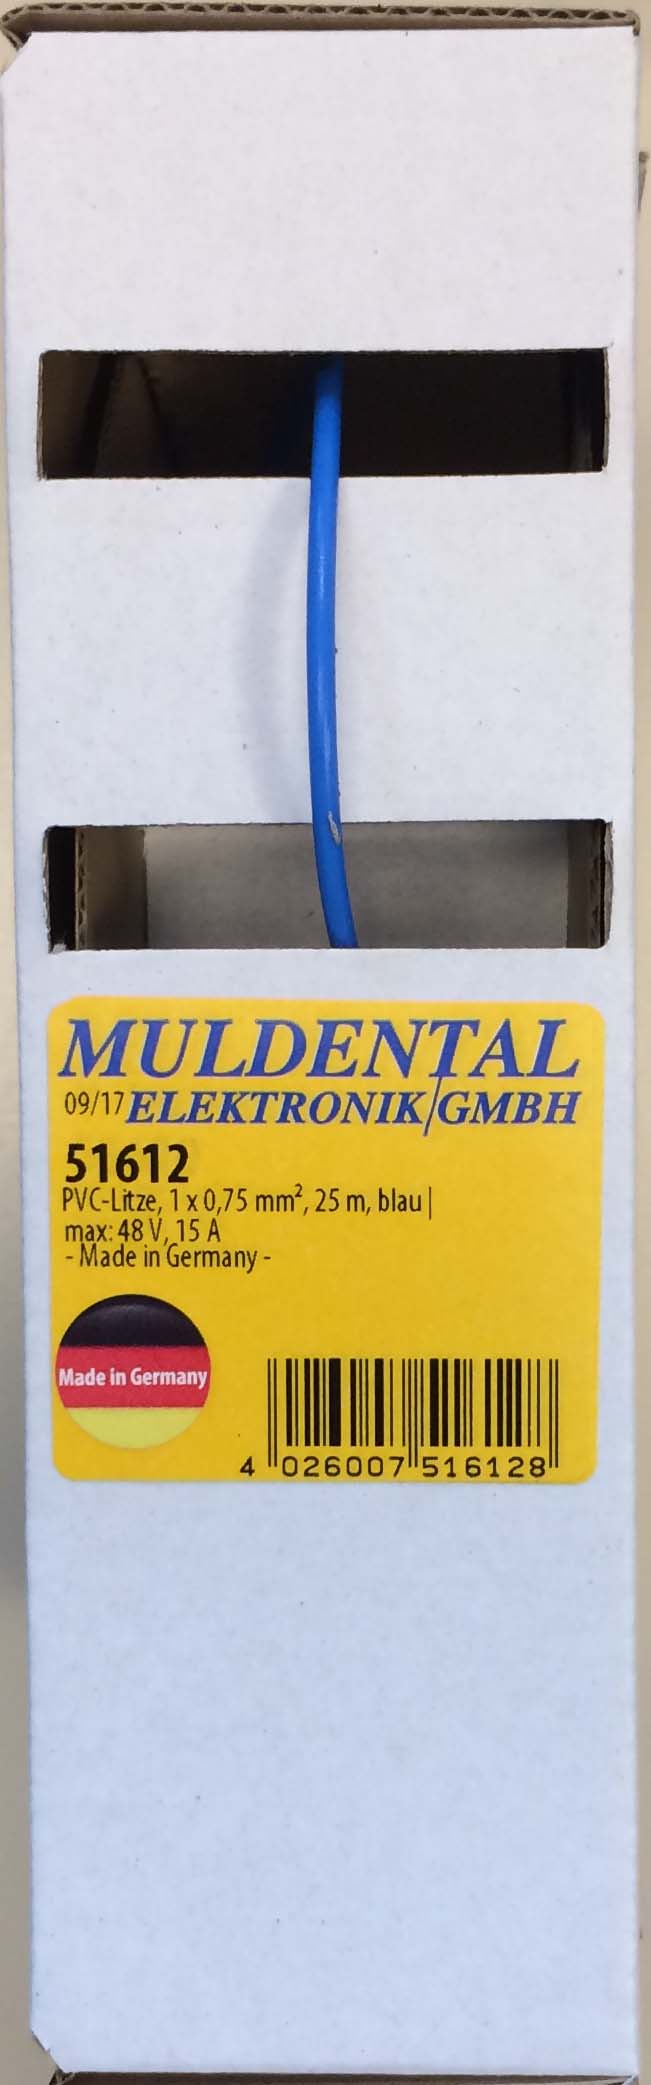 MULDENTAL
09/17 ELEKTRONIK/GMBH
51612
PVC-Litze, 1 x 0,75 mm², 25 m, blau |
max: 48 V, 15 A
- Made in Germany -
Made in Germany
4 026007 516128